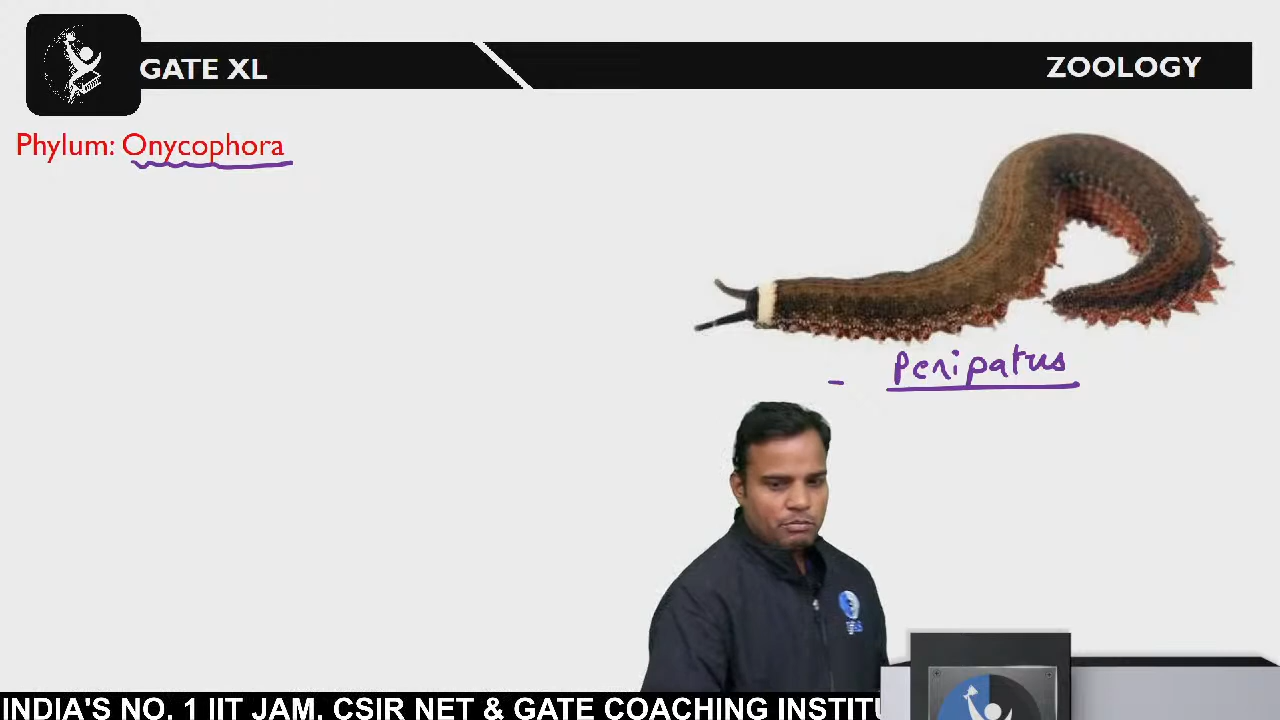 GATE XL
ZOOLOGY
Phylum: Onycophora
- Peripatus
INDIA'S NO. 1 IIT JAM, CSIR NET & GATE COACHING INSTITU